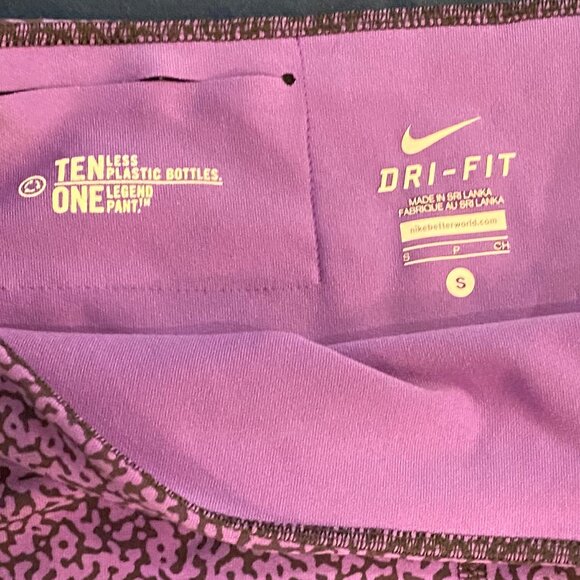 TEN LESS
PLASTIC BOTTLES.
ONE LEGEND
PANT.™
DRI-FIT
MADE IN SRI LANKA
FABRIQUE AU SRI LANKA
nikebetterworld.com
S P CH
S